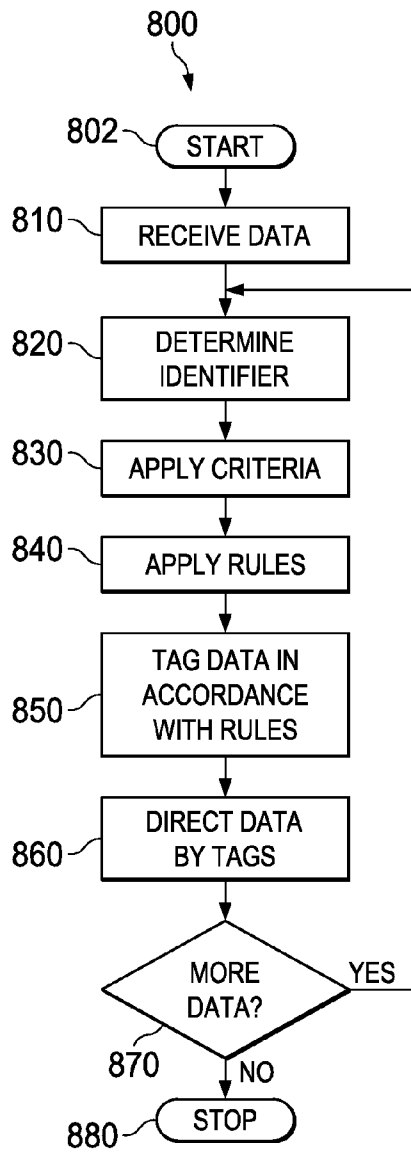 800
802
START
810
RECEIVE DATA
820
DETERMINE
IDENTIFIER
830
APPLY CRITERIA
840
APPLY RULES
850
TAG DATA IN
ACCORDANCE
WITH RULES
860
DIRECT DATA
BY TAGS
MORE
DATA?
YES
870
NO
880
STOP